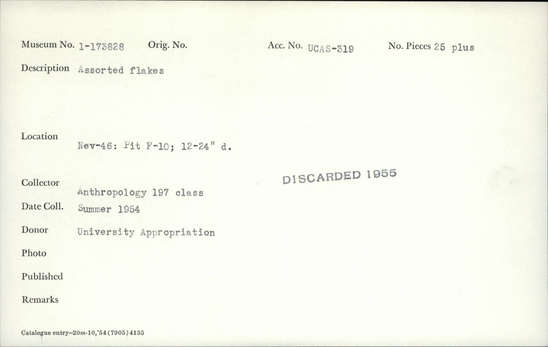 Museum No. 1-173828 Orig. No. Acc. No. UCAS-319 No. Pieces 25 plus
Description Assorted flakes
Location
Nev-46: Pit F-10; 12-24" d.
DISCARDED 1955
Collector Anthropology 197 class
Date Coll. Summer 1954
Donor University Appropriation
Photo
Published
Remarks
Catalogue entry—20m-10,'54(7905)4155